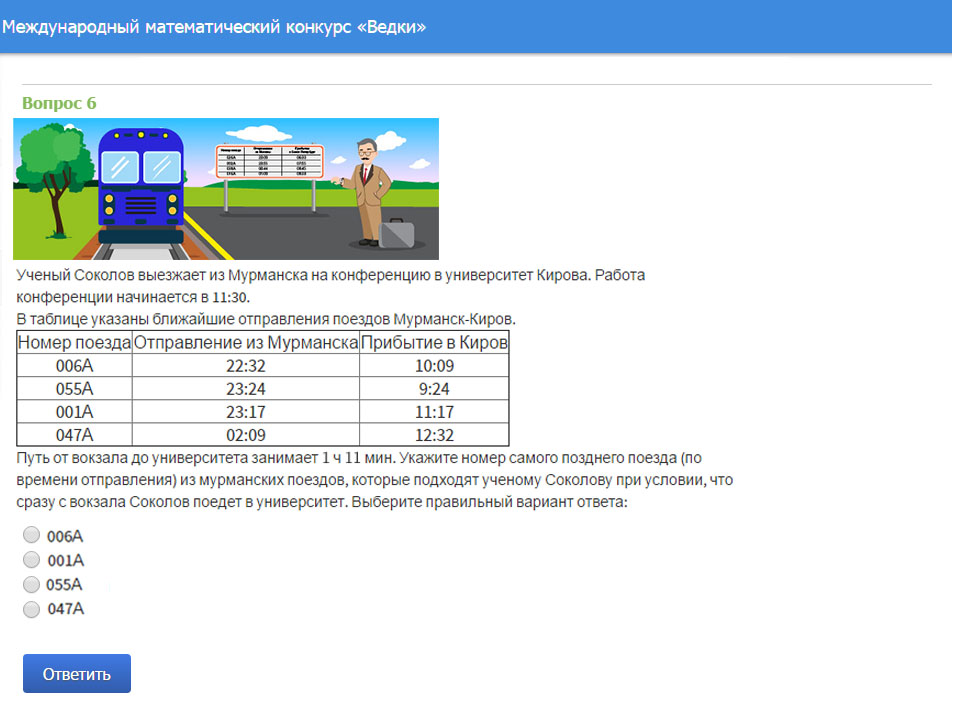 Международный математический конкурс «Ведки»
Вопрос 6
Ученый Соколов выезжает из Мурманска на конференцию в университет Кирова. Работа
конференции начинается в 11:30.
В таблице указаны ближайшие отправления поездов Мурманск-Киров.
Номер поезда Отправление из Мурманска Прибытие в Киров
006А 22:32 10:09
055А 23:24 9:24
001А 23:17 11:17
047А 02:09 12:32
Путь от вокзала до университета занимает 1 ч 11 мин. Укажите номер самого позднего поезда (по
времени отправления) из мурманских поездов, которые подходят ученому Соколову при условии, что
сразу с вокзала Соколов поедет в университет. Выберите правильный вариант ответа:
006А
001А
055А
047А
Ответить